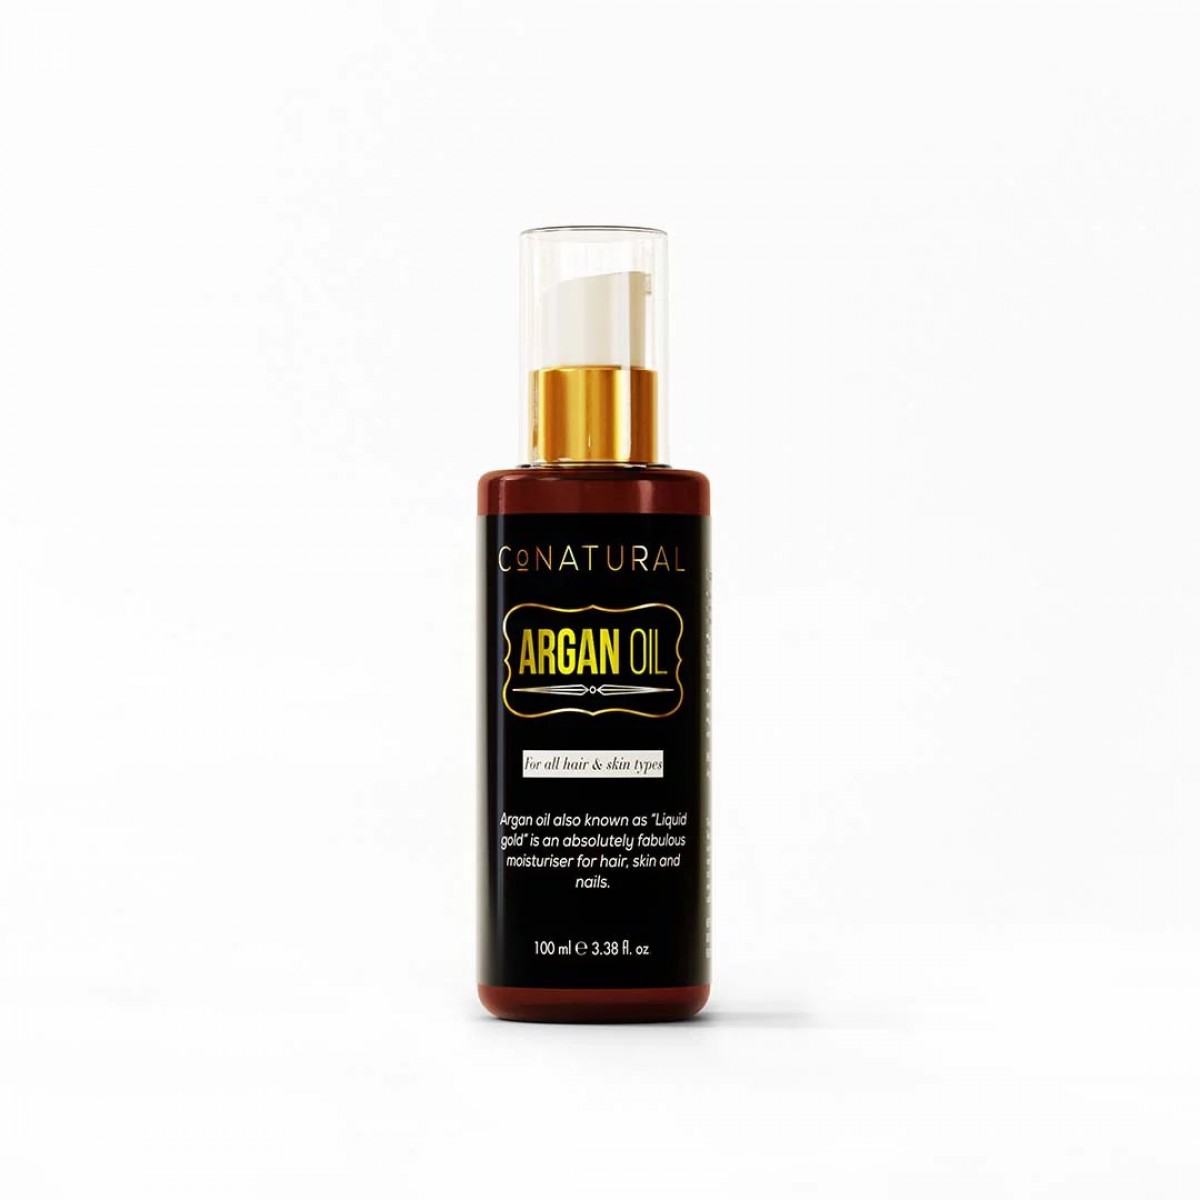 CoNATURAL
ARGAN OIL
For all hair & skin types
Argan oil also known as "Liquid
gold" is an absolutely fabulous
moisturiser for hair, skin and
nails.
100 ml ℮ 3.38 fl. oz